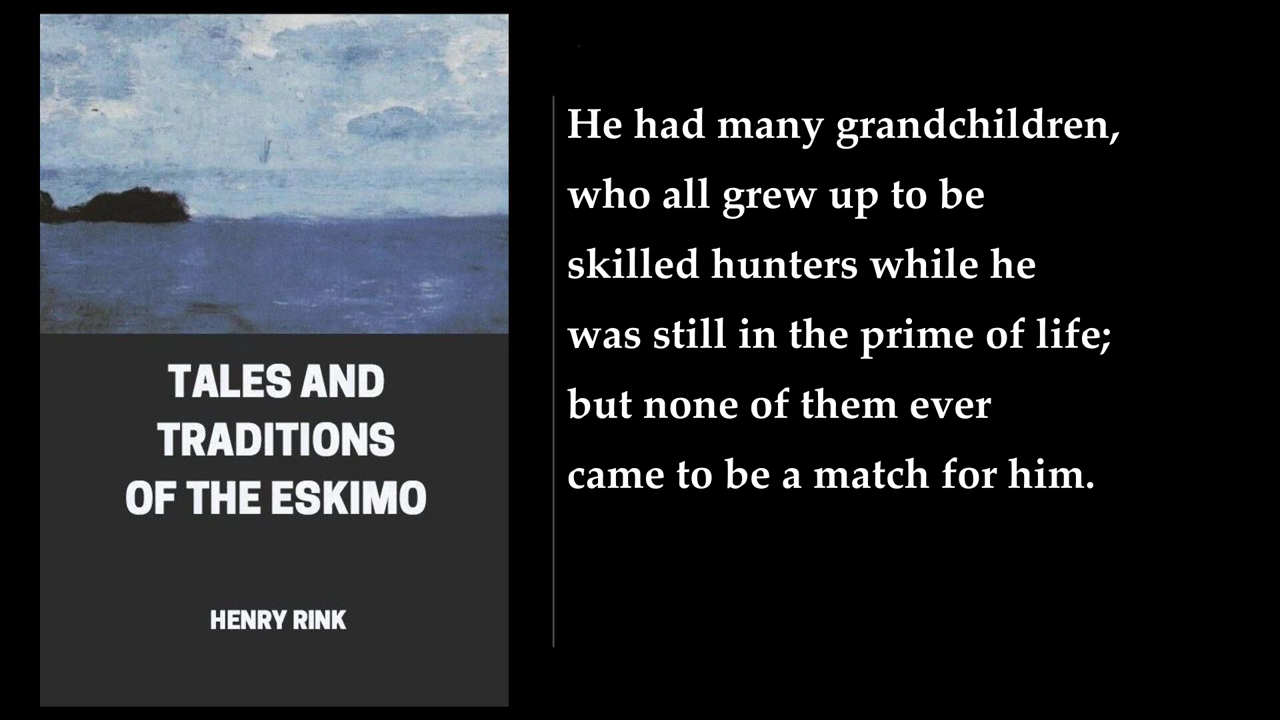 TALES AND
TRADITIONS
OF THE ESKIMO
HENRY RINK
He had many grandchildren,
who all grew up to be
skilled hunters while he
was still in the prime of life;
but none of them ever
came to be a match for him.